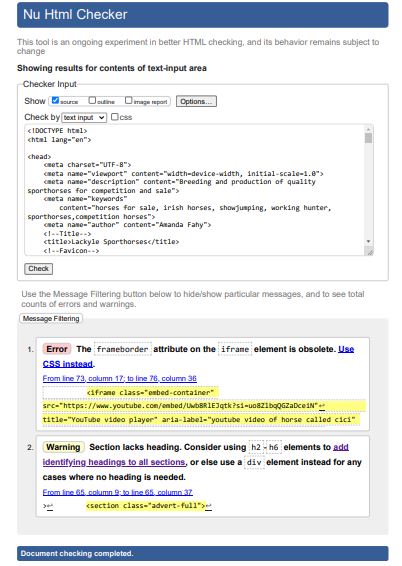 Nu Html Checker
This tool is an ongoing experiment in better HTML checking, and its behavior remains subject to
change
Showing results for contents of text-input area
Checker Input
Show source outline image report Options...
Check by text input css
<!DOCTYPE html>
<html lang="en">
<head>
<meta charset="UTF-8">
<meta name="viewport" content="width=device-width, initial-scale=1.0">
<meta name="description" content="Breeding and production of quality
sporthorses for competition and sale">
<meta name="keywords"
content="horses for sale, irish horses, showjumping, working hunter,
sporthorses,competition horses">
<meta name="author" content="Amanda Fahy">
<!--Title-->
<title>Lackyle Sporthorses</title>
<!--Favicon-->
Check
Use the Message Filtering button below to hide/show particular messages, and to see total
counts of errors and warnings.
Message Filtering
1. Error The frameborder attribute on the iframe element is obsolete. Use
CSS instead.
From line 73, column 17; to line 76, column 36
<iframe class="embed-container"
src="https://www.youtube.com/embed/Uwb8RlEJqtk?si=uo8ZlbqQGZaDceiN"↩
title="YouTube video player" aria-label="youtube video of horse called cici"
2. Warning Section lacks heading. Consider using h2-h6 elements to add
identifying headings to all sections, or else use a div element instead for any
cases where no heading is needed.
From line 65, column 9; to line 65, column 37
>↩ <section class="advert-full">↩
Document checking completed.